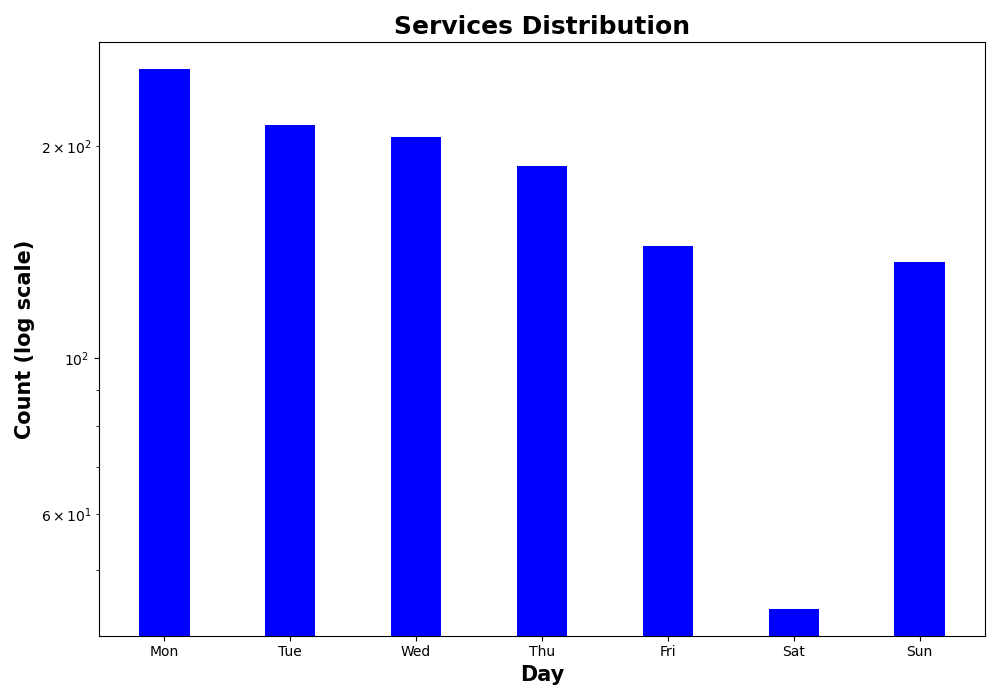 Services Distribution
Count (log scale)
2 × 10²
10²
6 × 10¹
Mon Tue Wed Thu Fri Sat Sun
Day